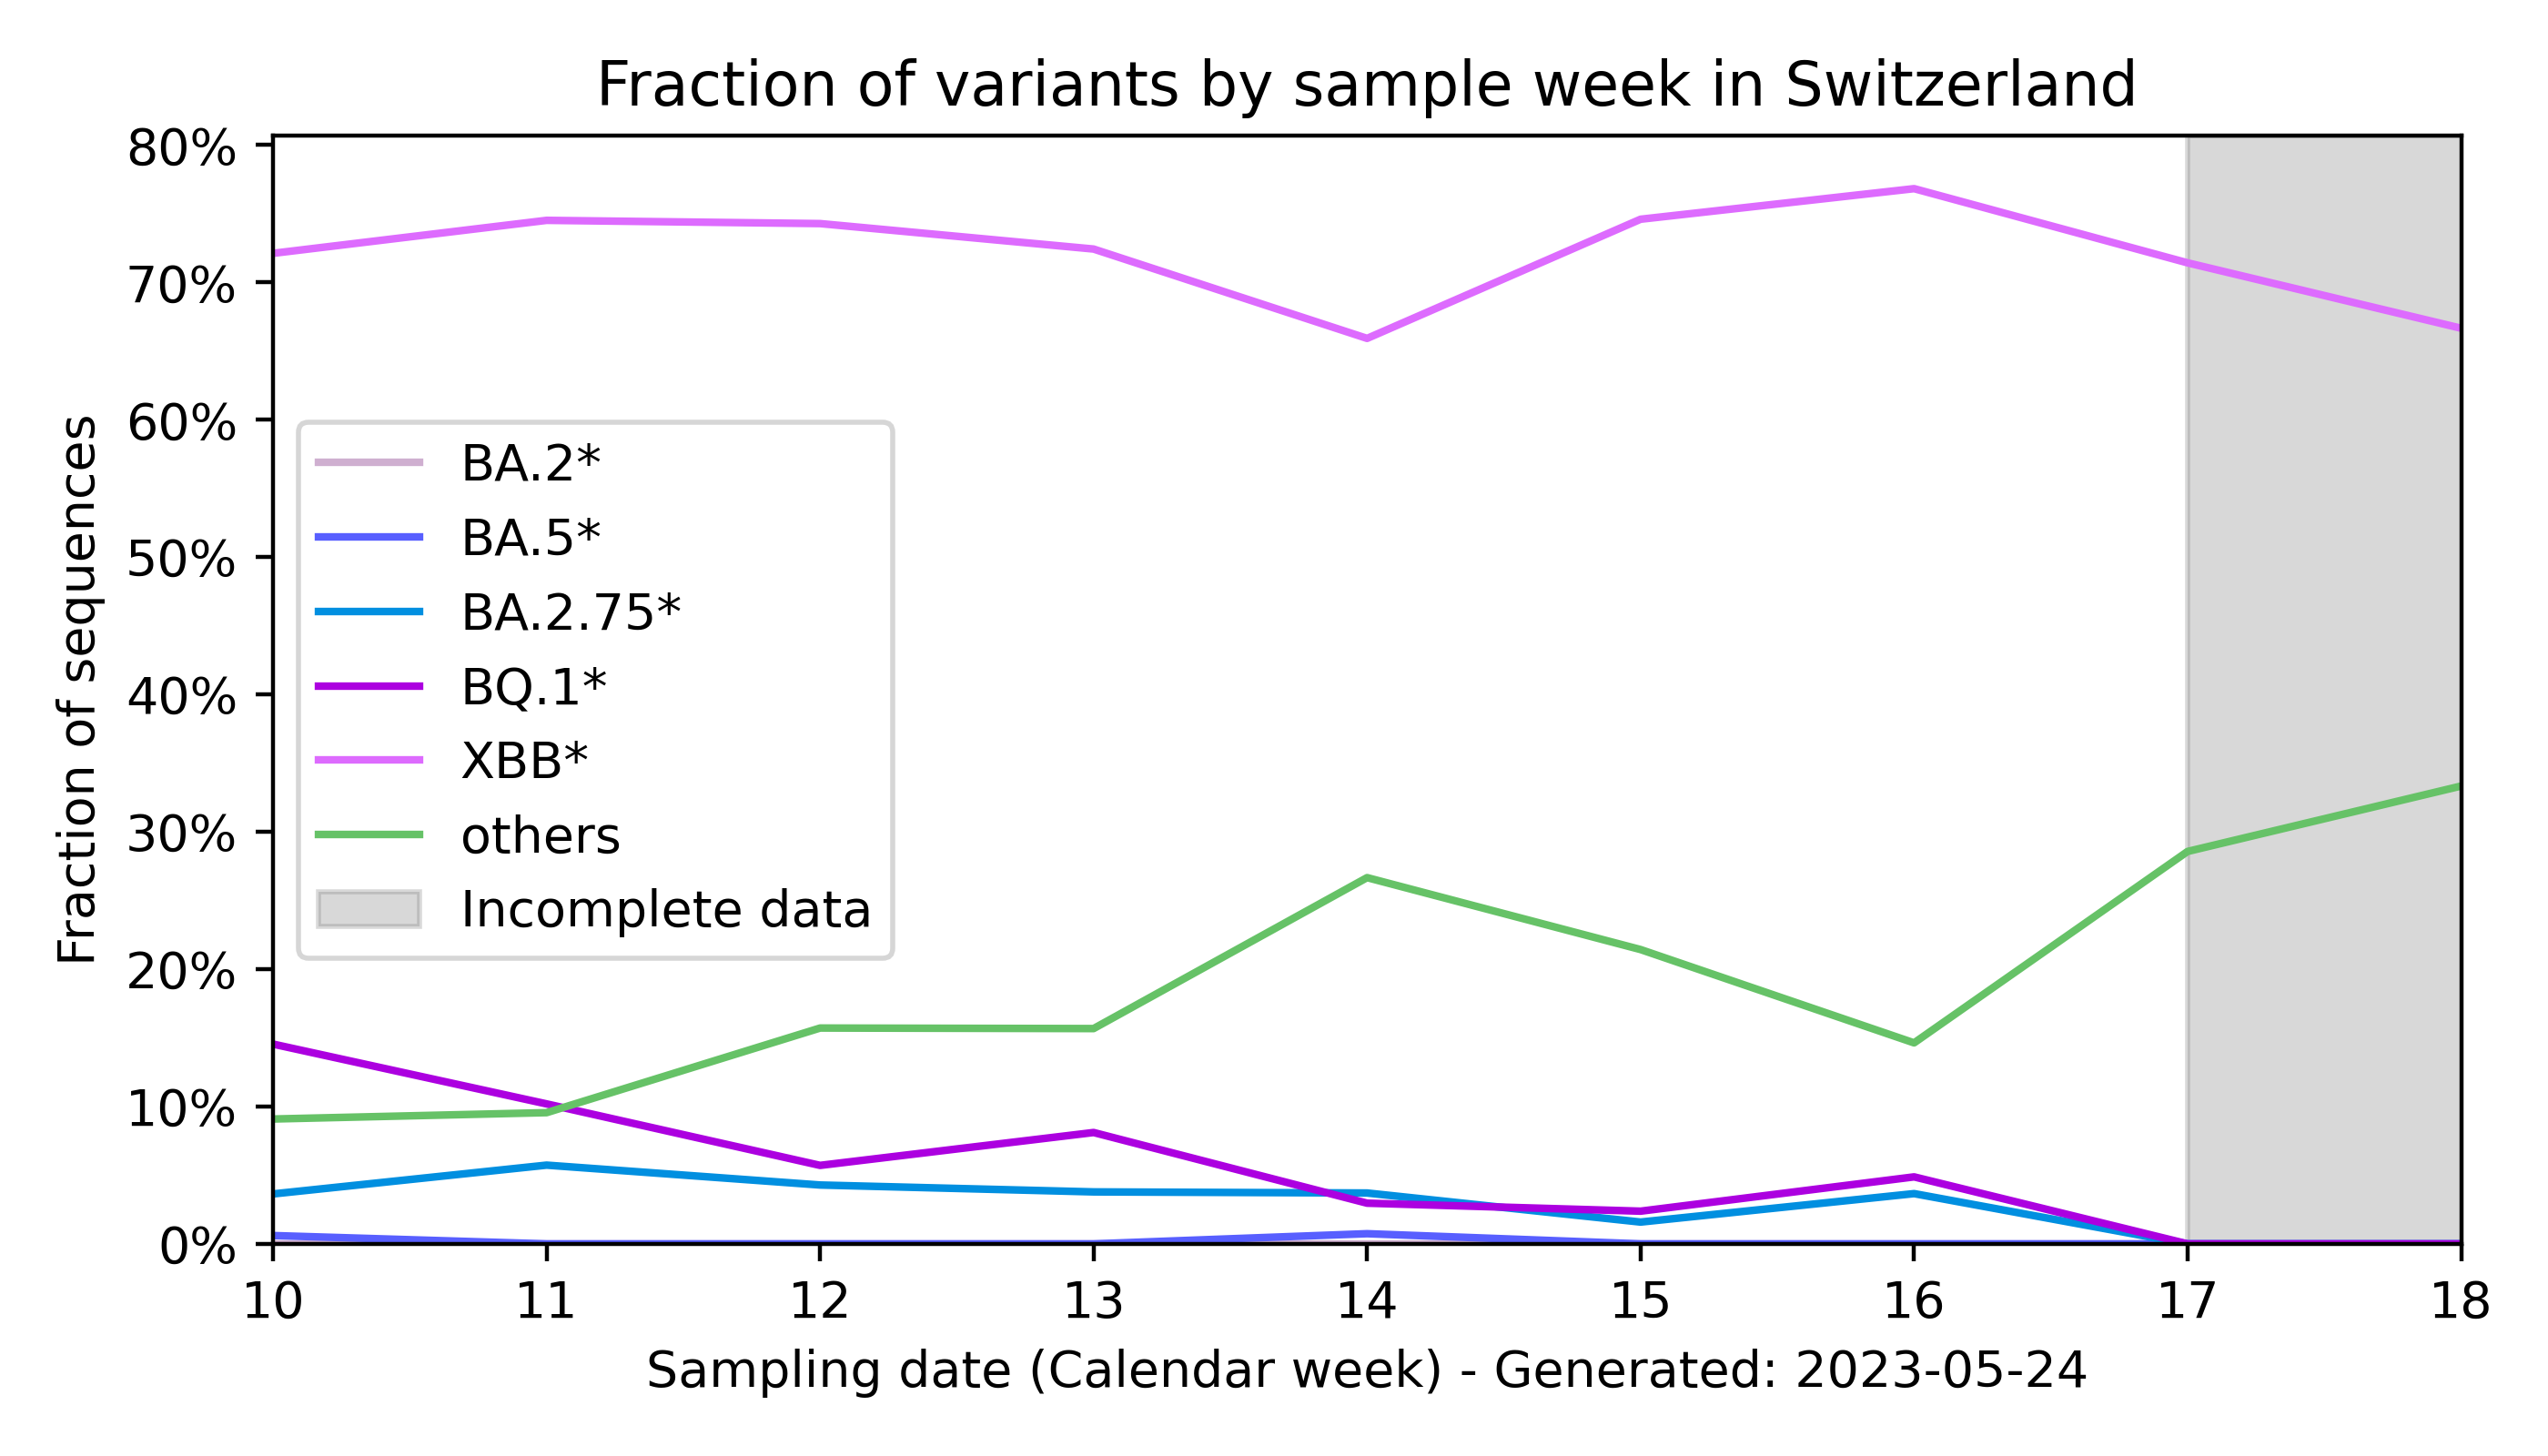 Fraction of variants by sample week in Switzerland
Fraction of sequences
80%
70%
60%
50%
40%
30%
20%
10%
0%
BA.2*
BA.5*
BA.2.75*
BQ.1*
XBB*
others
Incomplete data
10 11 12 13 14 15 16 17 18
Sampling date (Calendar week) - Generated: 2023-05-24